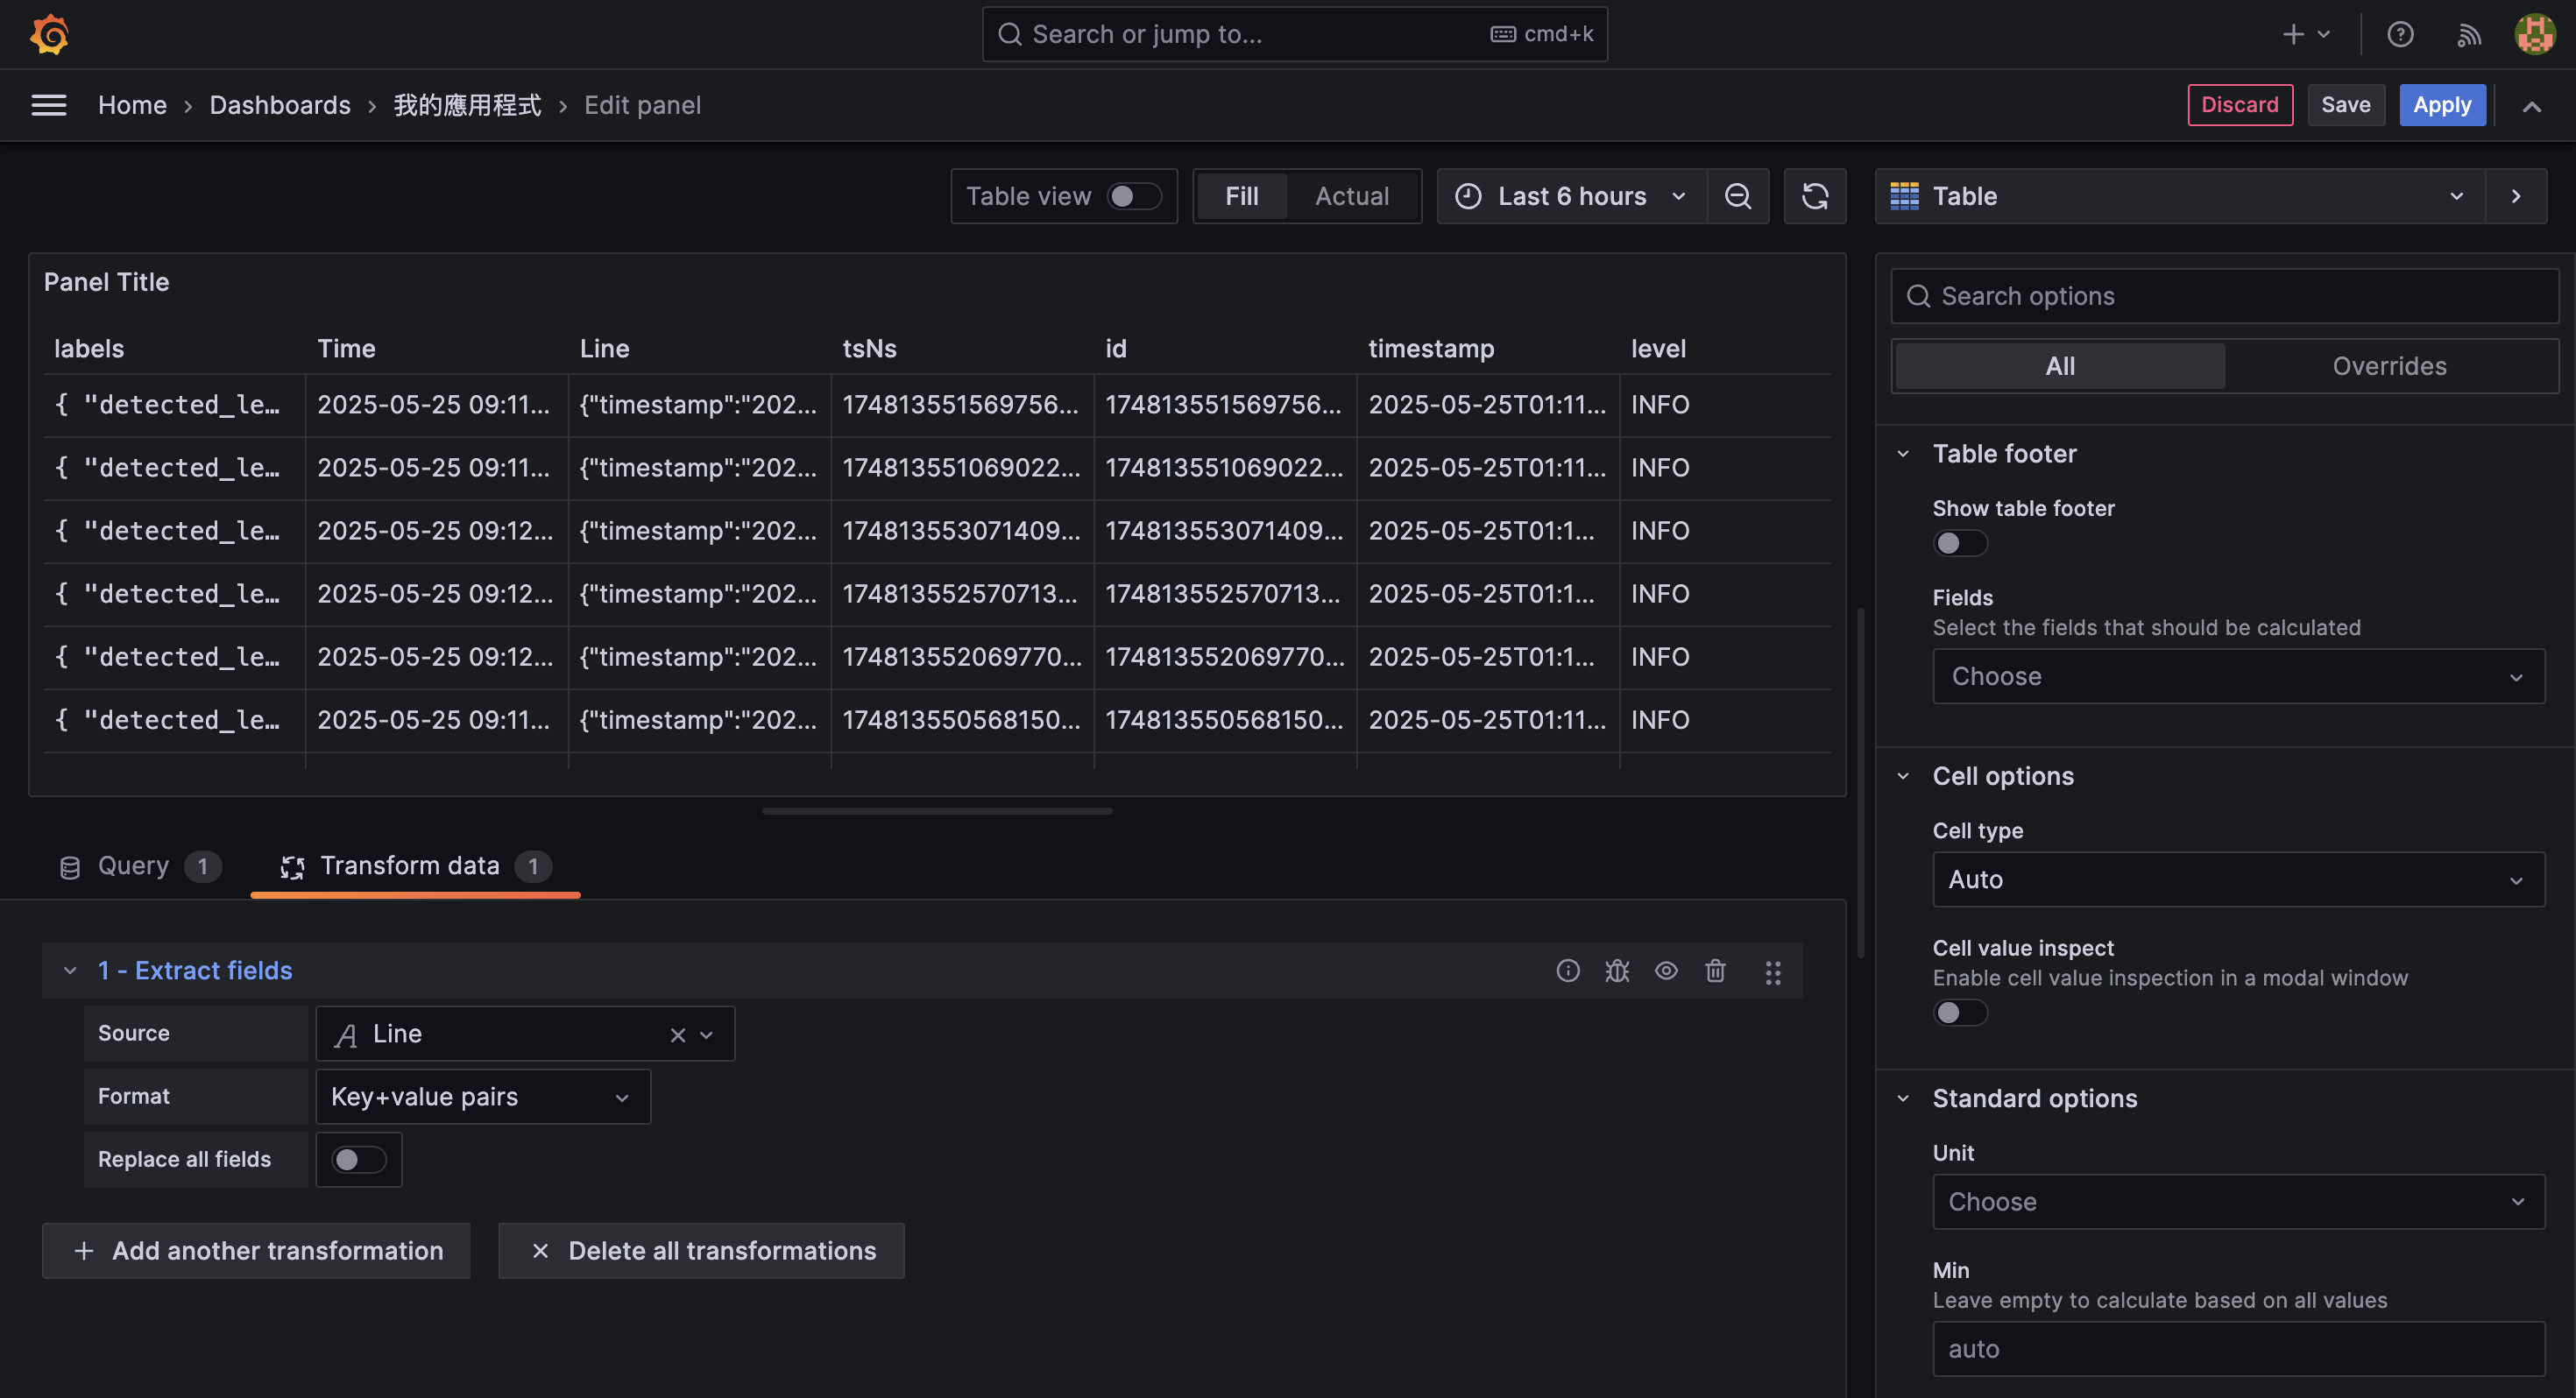 Search or jump to...
cmd+k
Home › Dashboards › 我的應用程式 › Edit panel
Discard
Save
Apply
Table view
Fill
Actual
Last 6 hours
Table
Panel Title
labels Time Line tsNs id timestamp level
{ "detected_le... 2025-05-25 09:11... {"timestamp":"202... 174813551569756... 174813551569756... 2025-05-25T01:11... INFO
{ "detected_le... 2025-05-25 09:11... {"timestamp":"202... 174813551069022... 174813551069022... 2025-05-25T01:11... INFO
{ "detected_le... 2025-05-25 09:12... {"timestamp":"202... 174813553071409... 174813553071409... 2025-05-25T01:1... INFO
{ "detected_le... 2025-05-25 09:12... {"timestamp":"202... 174813552570713... 174813552570713... 2025-05-25T01:1... INFO
{ "detected_le... 2025-05-25 09:12... {"timestamp":"202... 174813552069770... 174813552069770... 2025-05-25T01:1... INFO
{ "detected_le... 2025-05-25 09:11... {"timestamp":"202... 174813550568150... 174813550568150... 2025-05-25T01:11... INFO
Query 1
Transform data 1
1 - Extract fields
Source
Line
Format
Key+value pairs
Replace all fields
Add another transformation
Delete all transformations
Search options
All
Overrides
Table footer
Show table footer
Fields
Select the fields that should be calculated
Choose
Cell options
Cell type
Auto
Cell value inspect
Enable cell value inspection in a modal window
Standard options
Unit
Choose
Min
Leave empty to calculate based on all values
auto